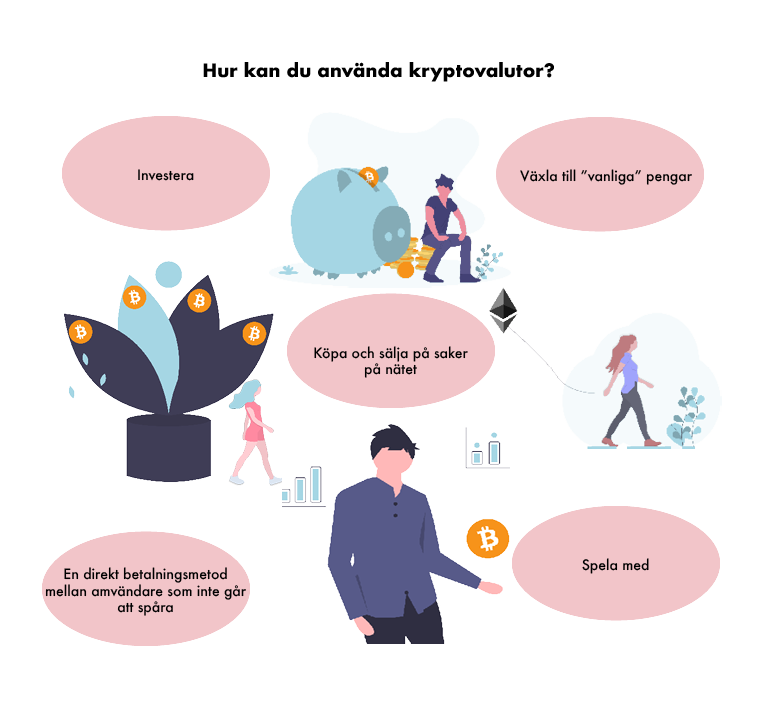 Hur kan du använda kryptovalutor?
Investera
Växla till ”vanliga” pengar
Köpa och sälja på saker
på nätet
En direkt betalningsmetod
mellan amvändare som inte går
att spåra
Spela med